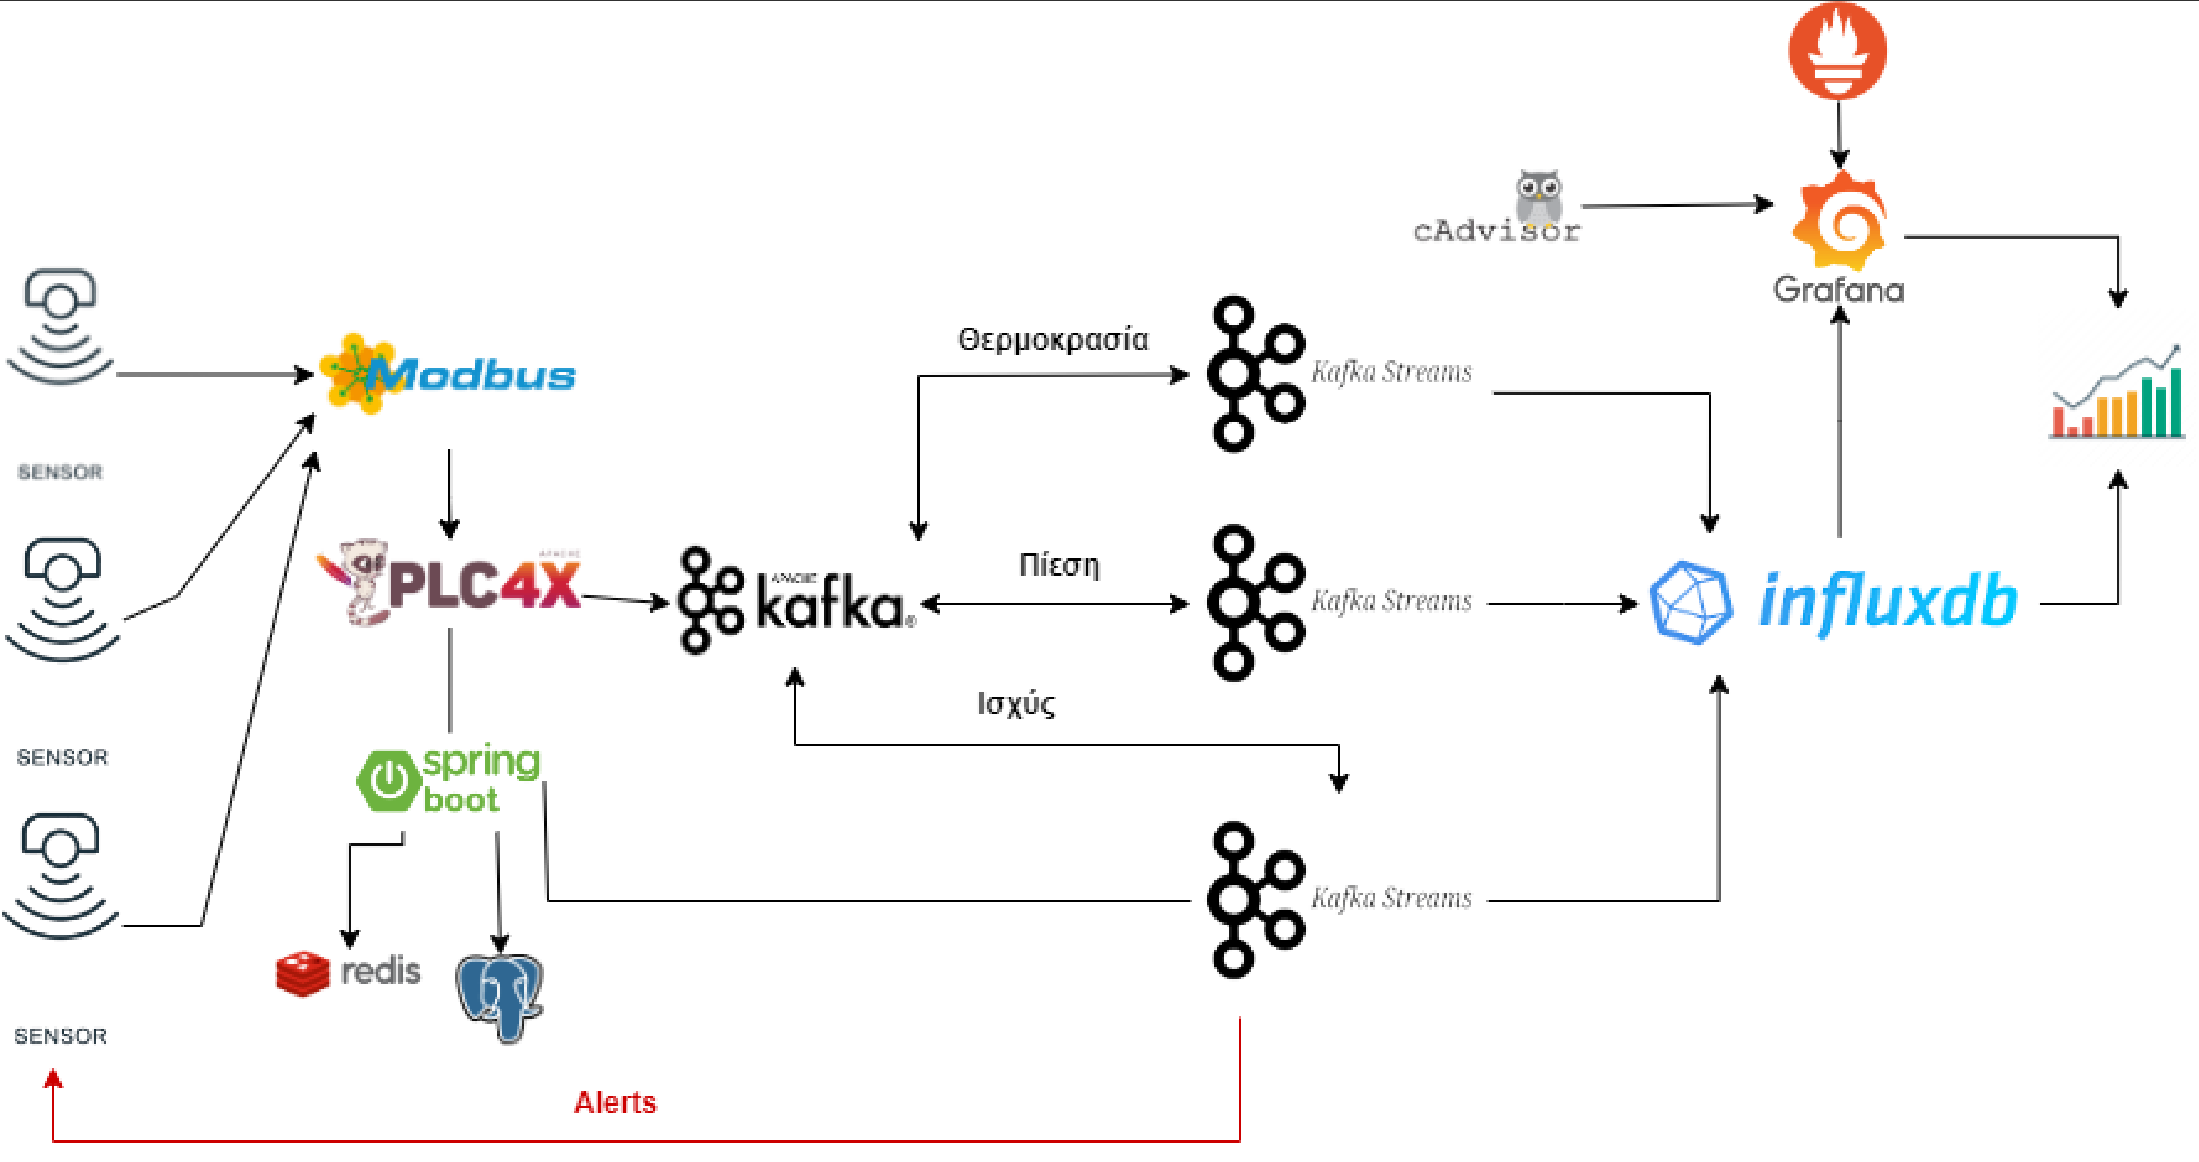 cAdvisor
Grafana
Θερμοκρασία
Modbus
Kafka Streams
SENSOR
APACHE
PLC4X
APACHE
kafka®
Πίεση
Kafka Streams
influxdb
Ισχύς
SENSOR
spring
boot
Kafka Streams
redis
SENSOR
Alerts